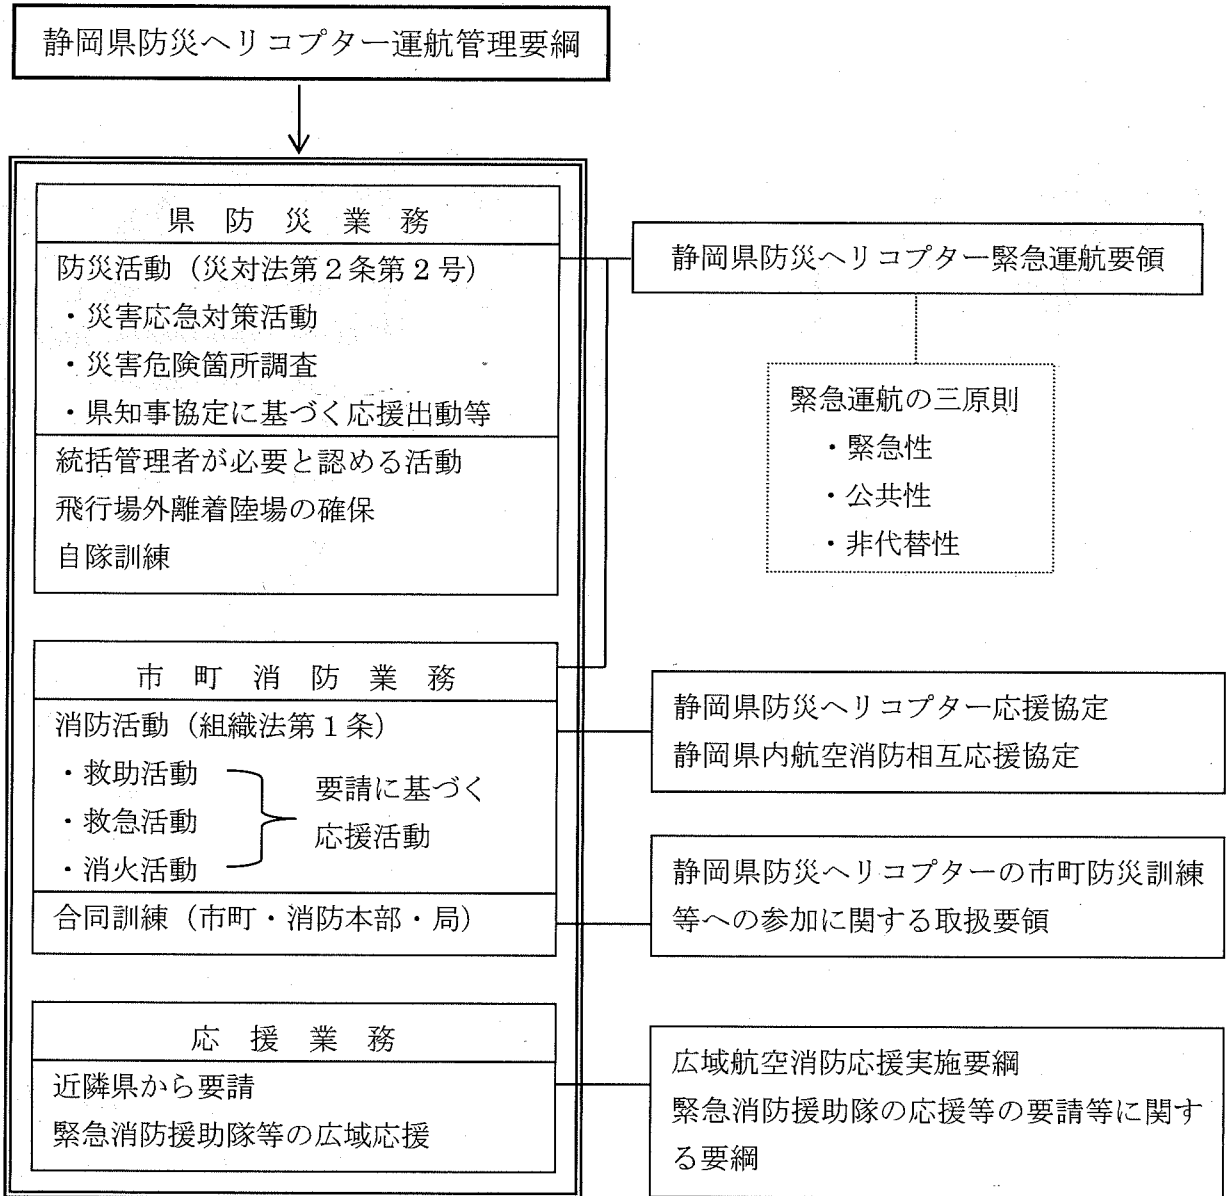 静岡県防災ヘリコプター運航管理要綱
県防災業務
防災活動(災対法第2条第2号)
・災害応急対策活動
・災害危険箇所調査
・県知事協定に基づく応援出動等
統括管理者が必要と認める活動
飛行場外離着陸場の確保
自隊訓練
静岡県防災ヘリコプター緊急運航要領
緊急運航の三原則
・緊急性
・公共性
・非代替性
市町消防業務
消防活動(組織法第1条)
・救助活動
・救急活動
・消火活動
要請に基づく
応援活動
合同訓練(市町・消防本部・局)
静岡県防災ヘリコプター応援協定
静岡県内航空消防相互応援協定
静岡県防災ヘリコプターの市町防災訓練
等への参加に関する取扱要領
応援業務
近隣県から要請
緊急消防援助隊等の広域応援
広域航空消防応援実施要綱
緊急消防援助隊の応援等の要請等に関す
る要綱